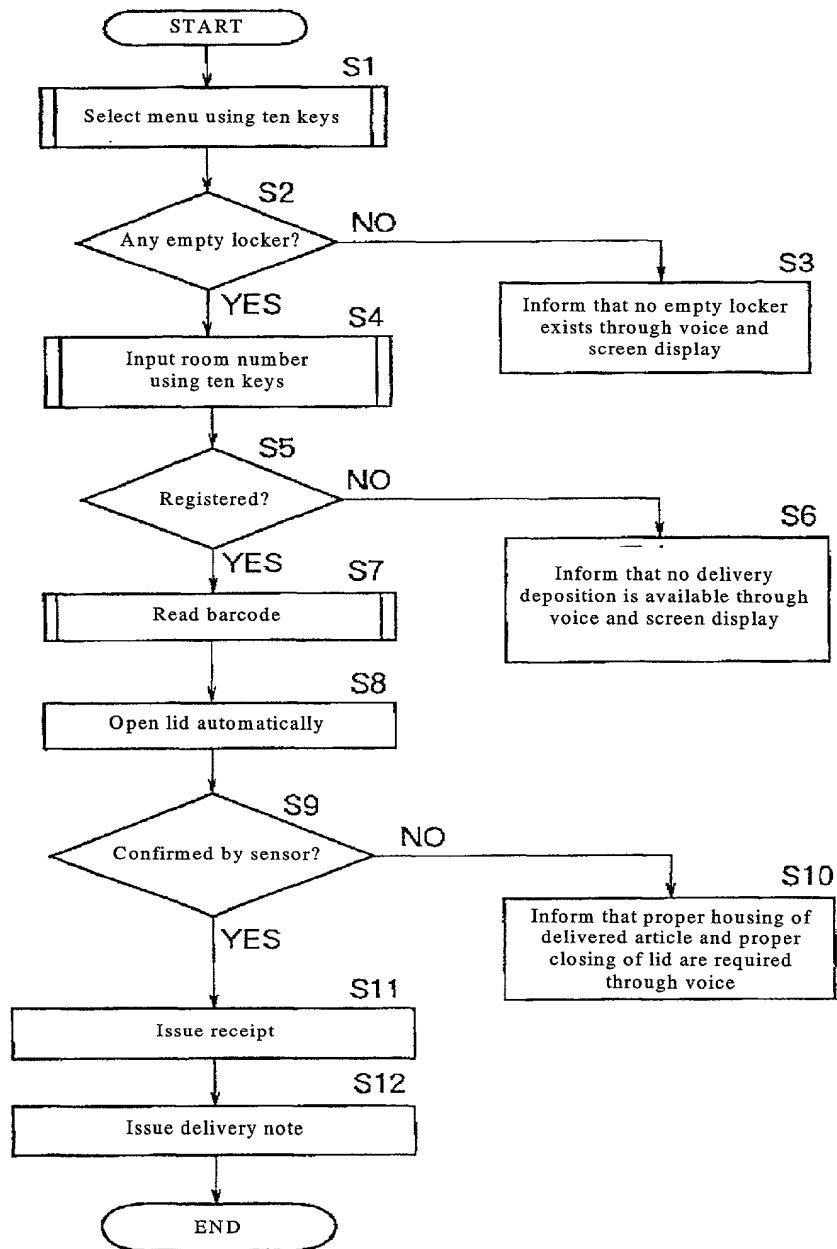 START
S1
Select menu using ten keys
S2
Any empty locker?
NO
YES
S3
Inform that no empty locker
exists through voice and
screen display
S4
Input room number
using ten keys
S5
Registered?
NO
YES
S6
Inform that no delivery
deposition is available through
voice and screen display
S7
Read barcode
S8
Open lid automatically
S9
Confirmed by sensor?
NO
YES
S10
Inform that proper housing of
delivered article and proper
closing of lid are required
through voice
S11
Issue receipt
S12
Issue delivery note
END